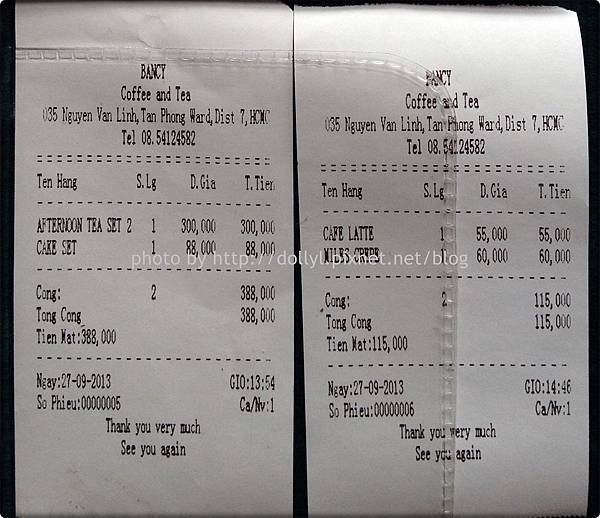 BANCY
Coffee and Tea
035 Nguyen Van Linh,Tan Phong Ward,Dist 7,HCMC
Tel 08.54124582
Ten Hang S.Lg D.Gia T.Tien
AFTERNOON TEA SET 2 1 300,000 300,000
CAKE SET 1 88,000 88,000
Cong: 2 388,000
Tong Cong 388,000
Tien Mat:388,000
Ngay:27-09-2013 GIO:13:54
So Phieu:00000005 Ca/Nv:1
Thank you very much
See you again
BANCY
Coffee and Tea
035 Nguyen Van Linh,Tan Phong Ward,Dist 7,HCMC
Tel 08.54124582
Ten Hang S.Lg D.Gia T.Tien
CAFE LATTE 1 55,000 55,000
CREPE 1 60,000 60,000
Cong: 2 115,000
Tong Cong 115,000
Tien Mat:115,000
Ngay:27-09-2013 GIO:14:46
So Phieu:00000006 Ca/Nv:1
Thank you very much
See you again
photo by http://dollyli.pixnet.net/blog